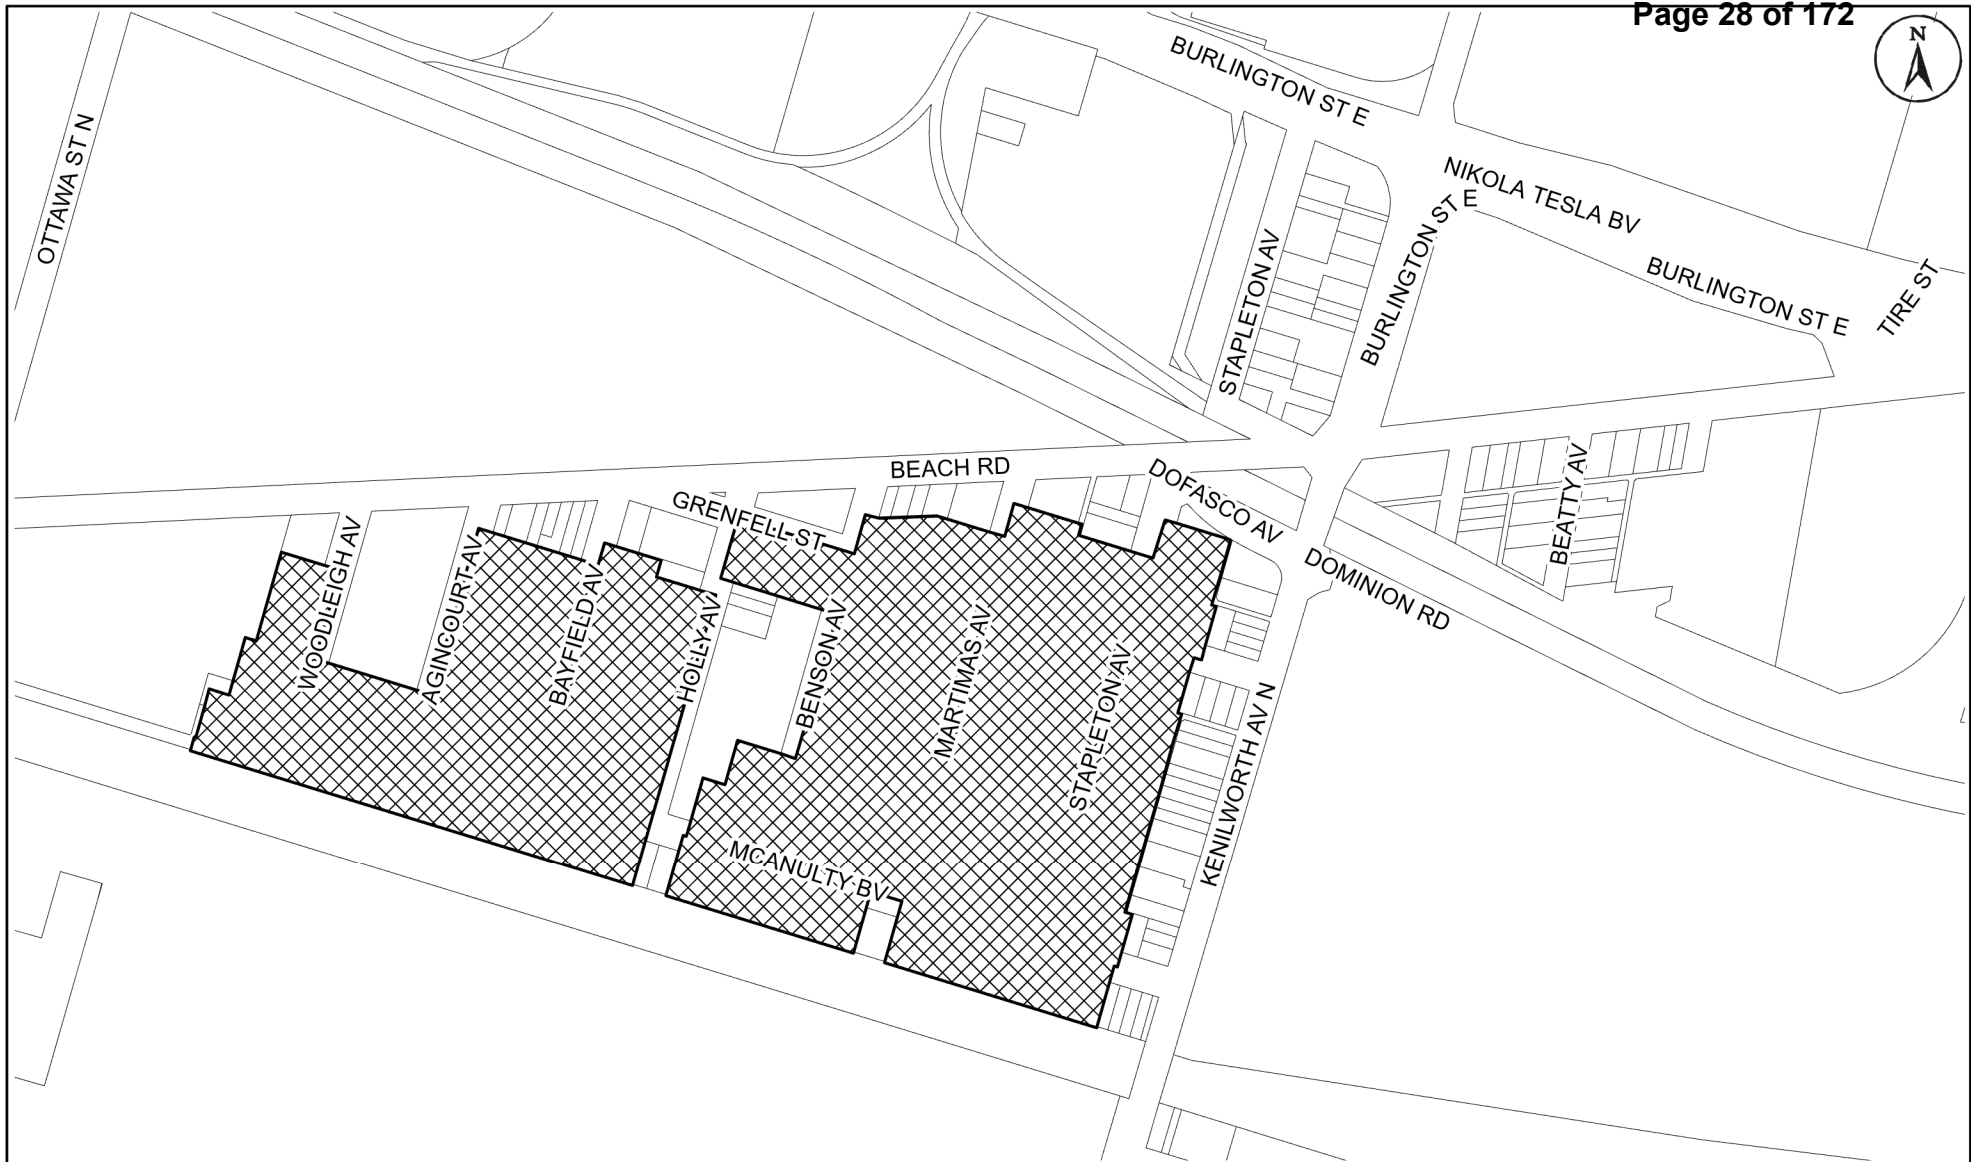 Page 28 of 172
N
BURLINGTON ST E
OTTAWA ST N
NIKOLA TESLA BV
BURLINGTON ST E
BURLINGTON ST E
TIRE ST
STAPLETON AV
BEACH RD
DOFASCO AV
GRENFELL ST
BEATTY AV
DOMINION RD
WOODLEIGH AV
AGINCOURT AV
BAYFIELD AV
HOLLY AV
BENSON AV
MARTIMAS AV
STAPLETON AV
KENILWORTH AV N
MCANULTY BV